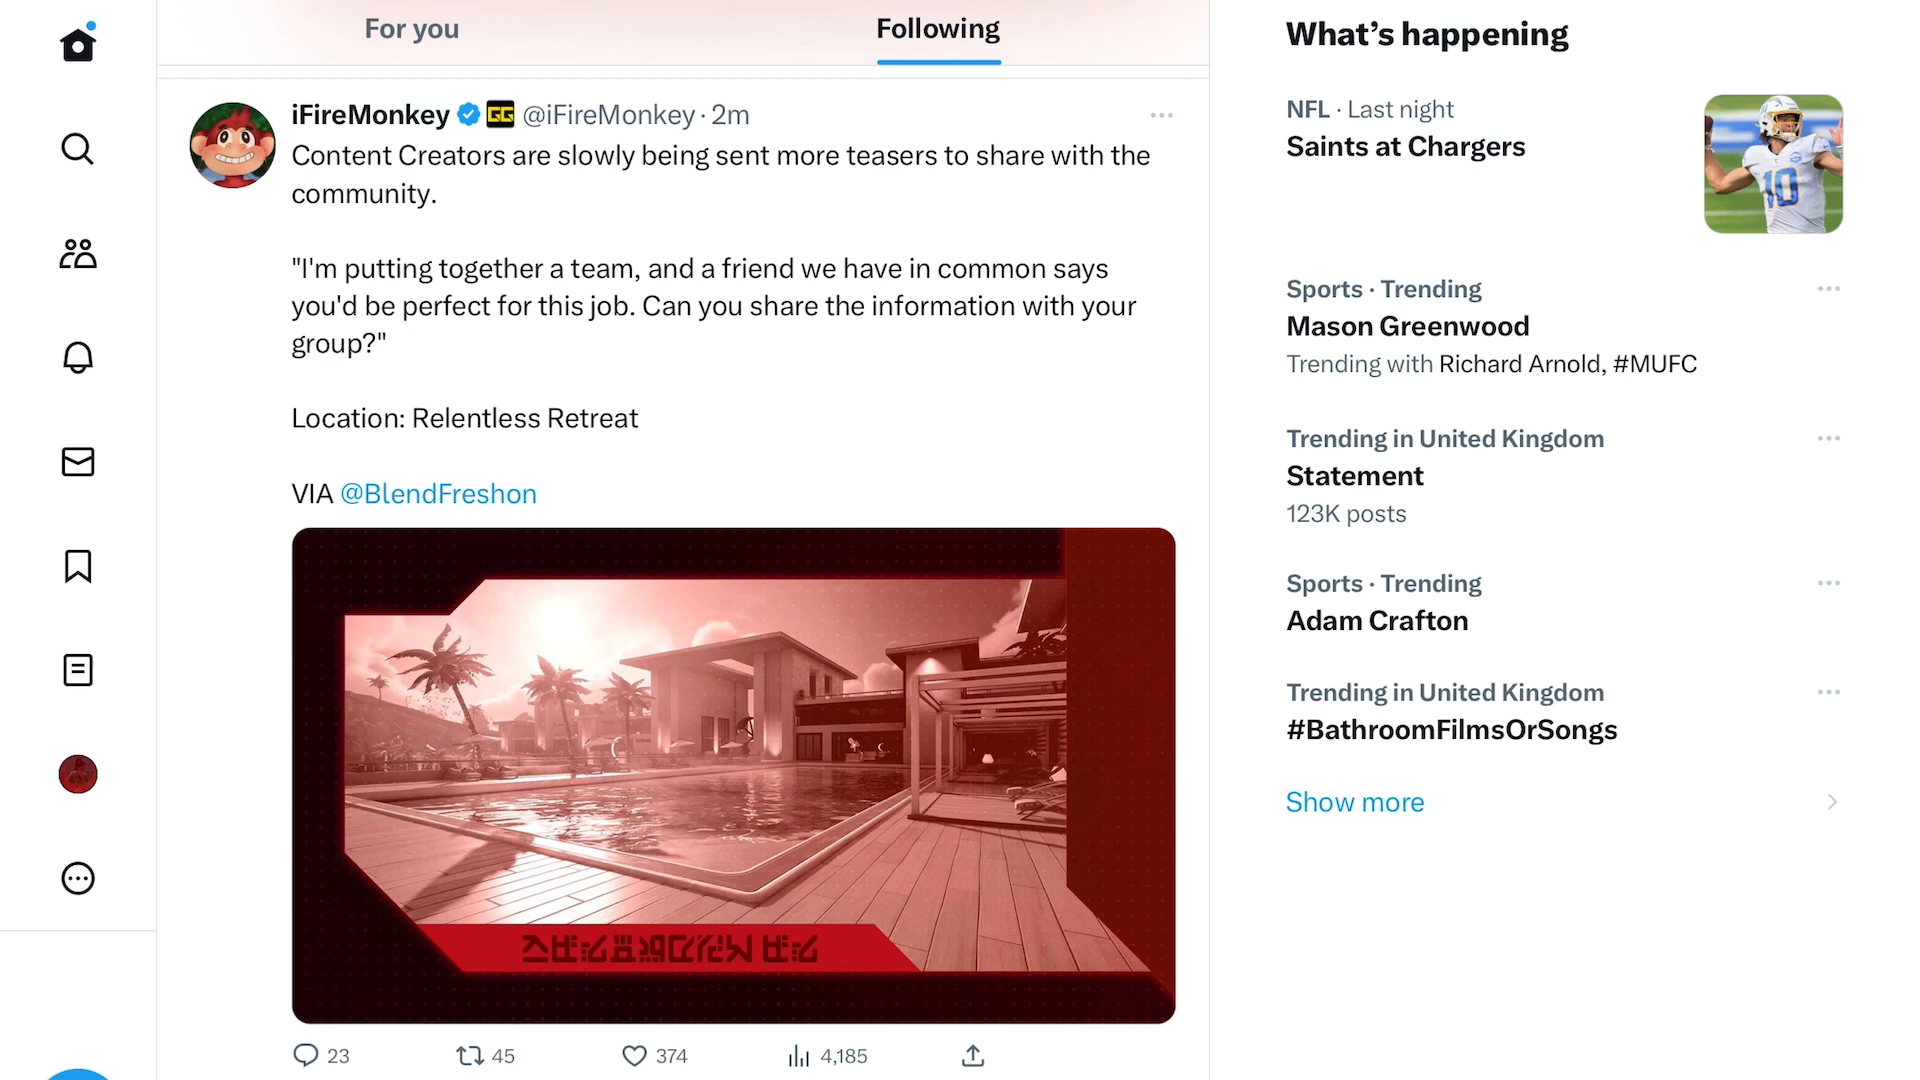 For you
Following
iFireMonkey GG @iFireMonkey · 2m
Content Creators are slowly being sent more teasers to share with the
community.
"I'm putting together a team, and a friend we have in common says
you'd be perfect for this job. Can you share the information with your
group?"
Location: Relentless Retreat
VIA @BlendFreshon
23
45
374
4,185
What's happening
NFL · Last night
Saints at Chargers
10
Sports · Trending
Mason Greenwood
Trending with Richard Arnold, #MUFC
Trending in United Kingdom
Statement
123K posts
Sports · Trending
Adam Crafton
Trending in United Kingdom
#BathroomFilmsOrSongs
Show more